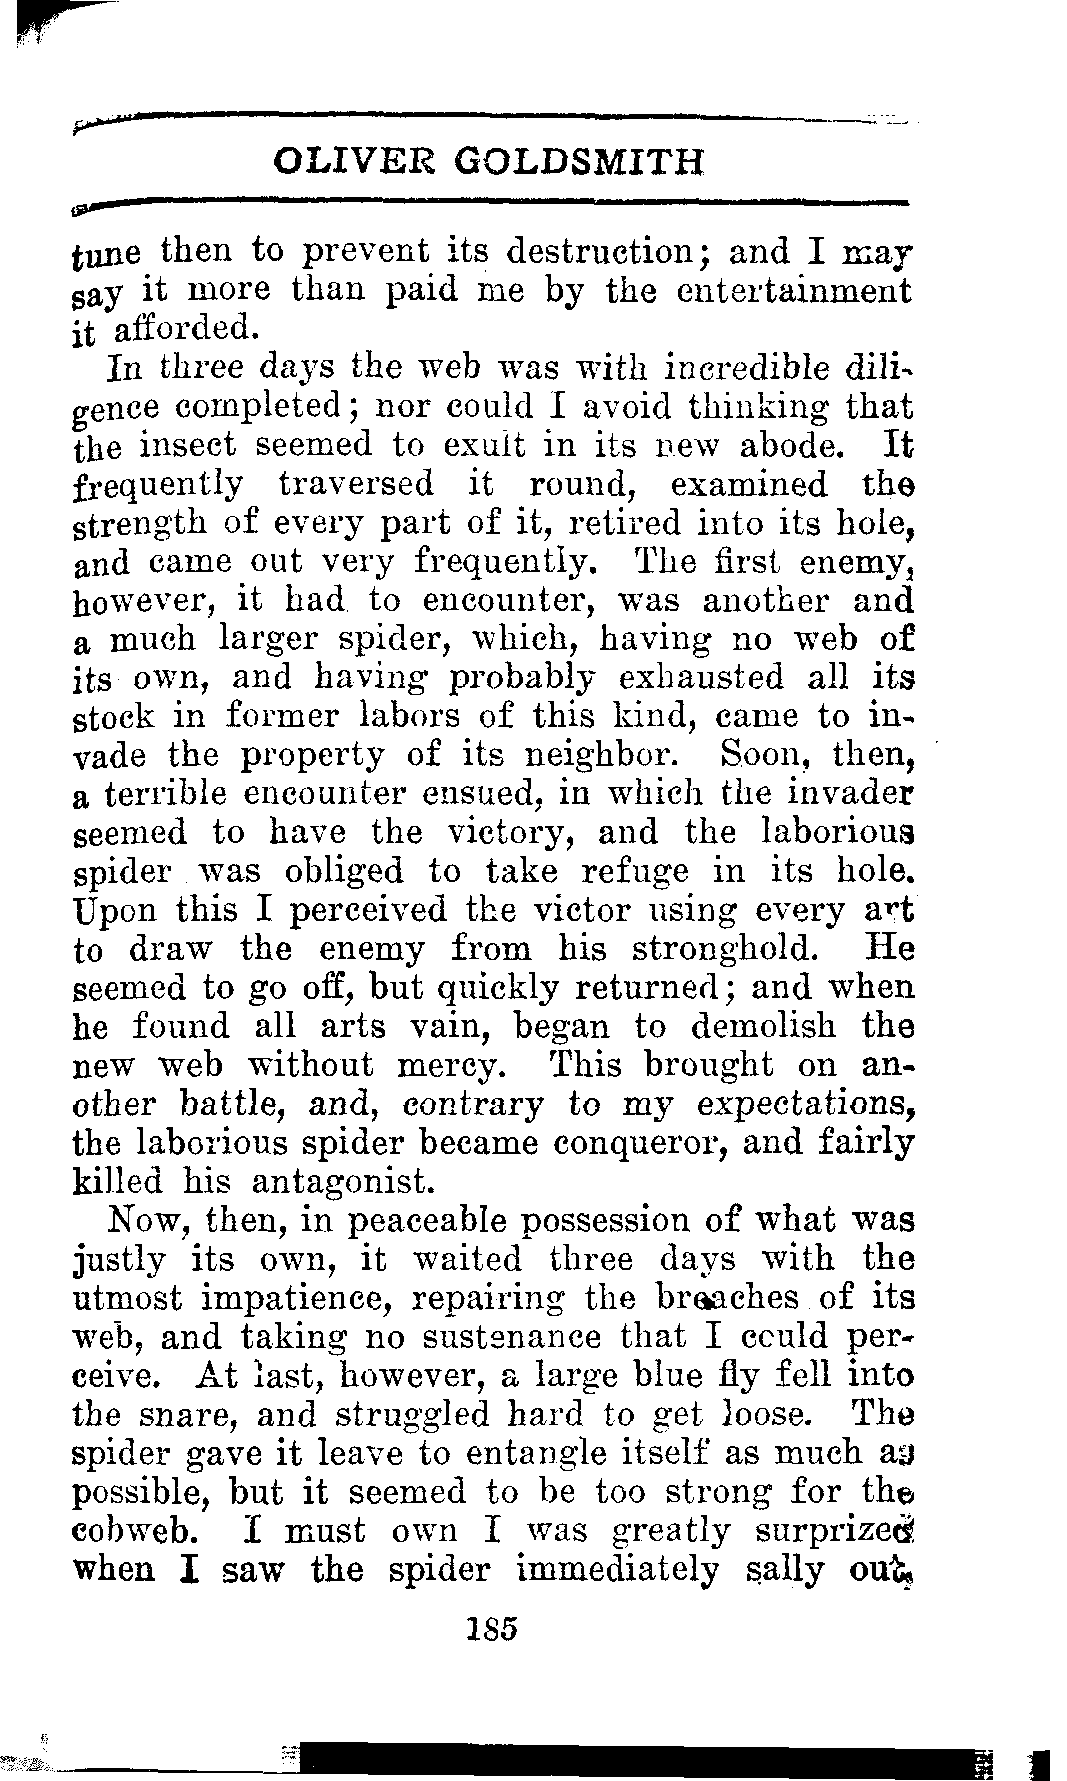 OLIVER GOLDSMITH
tune then to prevent its destruction; and I may
say it more than paid me by the entertainment
it afforded.
In three days the web was with incredible dili-
gence completed; nor could I avoid thinking that
the insect seemed to exult in its new abode. It
frequently traversed it round, examined the
strength of every part of it, retired into its hole,
and came out very frequently. The first enemy,
however, it had to encounter, was another and
a much larger spider, which, having no web of
its own, and having probably exhausted all its
stock in former labors of this kind, came to in-
vade the property of its neighbor. Soon, then,
a terrible encounter ensued, in which the invader
seemed to have the victory, and the laborious
spider was obliged to take refuge in its hole.
Upon this I perceived the victor using every art
to draw the enemy from his stronghold. He
seemed to go off, but quickly returned; and when
he found all arts vain, began to demolish the
new web without mercy. This brought on an-
other battle, and, contrary to my expectations,
the laborious spider became conqueror, and fairly
killed his antagonist.
Now, then, in peaceable possession of what was
justly its own, it waited three days with the
utmost impatience, repairing the breaches of its
web, and taking no sustenance that I could per-
ceive. At last, however, a large blue fly fell into
the snare, and struggled hard to get loose. The
spider gave it leave to entangle itself as much as
possible, but it seemed to be too strong for the
cobweb. I must own I was greatly surprized
when I saw the spider immediately sally out,
185